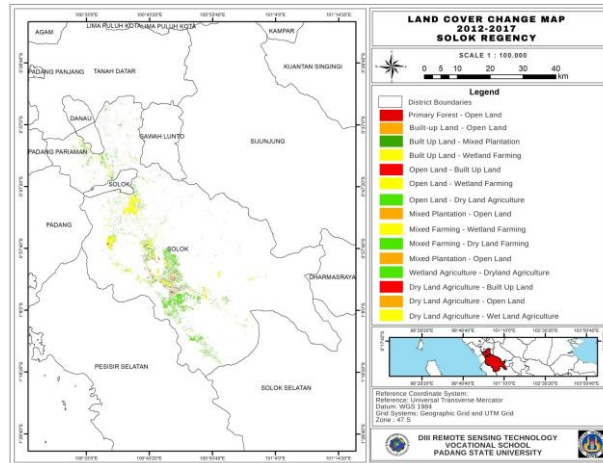 LAND COVER CHANGE MAP
2012-2017
SOLOK REGENCY
SCALE 1 : 100.000
0 5 10 20 30 40
km
Legend
District Boundaries
Primary Forest - Open Land
Built-up Land - Open Land
Built Up Land - Mixed Plantation
Built Up Land - Wetland Farming
Open Land - Built Up Land
Open Land - Wetland Farming
Open Land - Dry Land Agriculture
Mixed Plantation - Open Land
Mixed Farming - Wetland Farming
Mixed Farming - Dry Land Farming
Mixed Plantation - Open Land
Wetland Agriculture - Dryland Agriculture
Dry Land Agriculture - Built Up Land
Dry Land Agriculture - Open Land
Dry Land Agriculture - Wet Land Agriculture
Reference Coordinate System:
Reference: Universal Transverse Mercator
Datum: WGS 1984
Grid Systems: Geographic Grid and UTM Grid
Zone : 47 S
DIII REMOTE SENSING TECHNOLOGY
VOCATIONAL SCHOOL
PADANG STATE UNIVERSITY
AGAM
LIMA PULUH KOTA
LIMA PULUH KOTA
KAMPAR
PADANG PANJANG
TANAH DATAR
KUANTAN SINGINGI
DANAU
SAWAH LUNTO
SIJUNJUNG
PADANG PARIAMAN
SOLOK
PADANG
SOLOK
DHARMASRAYA
PESISIR SELATAN
SOLOK SELATAN